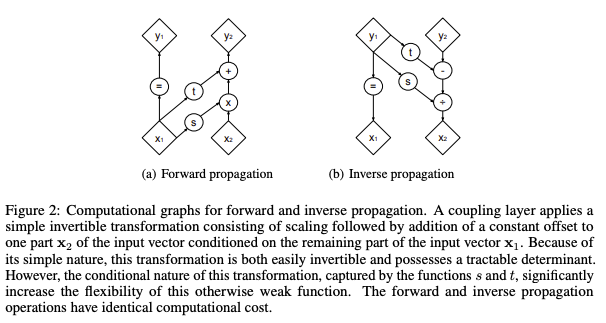 y₁ y₂ y₁ y₂
t
+ -
= t = s
x ÷
s
x₁ x₂ x₁ x₂
(a) Forward propagation (b) Inverse propagation
Figure 2: Computational graphs for forward and inverse propagation. A coupling layer applies a
simple invertible transformation consisting of scaling followed by addition of a constant offset to
one part x₂ of the input vector conditioned on the remaining part of the input vector x₁. Because of
its simple nature, this transformation is both easily invertible and possesses a tractable determinant.
However, the conditional nature of this transformation, captured by the functions s and t, significantly
increase the flexibility of this otherwise weak function. The forward and inverse propagation
operations have identical computational cost.